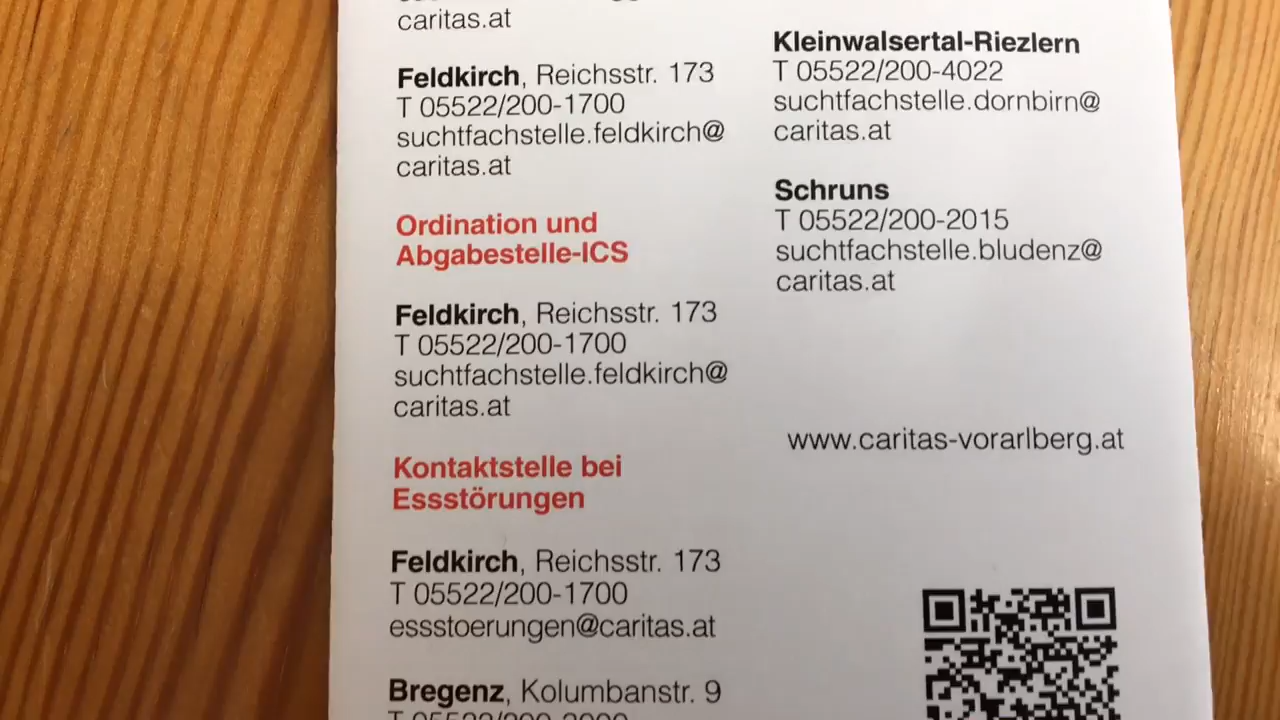 caritas.at
Feldkirch, Reichsstr. 173
T 05522/200-1700
suchtfachstelle.feldkirch@
caritas.at
Ordination und
Abgabestelle-ICS
Feldkirch, Reichsstr. 173
T 05522/200-1700
suchtfachstelle.feldkirch@
caritas.at
Kontaktstelle bei
Essstörungen
Feldkirch, Reichsstr. 173
T 05522/200-1700
essstoerungen@caritas.at
Bregenz, Kolumbanstr. 9
Kleinwalsertal-Riezlern
T 05522/200-4022
suchtfachstelle.dornbirn@
caritas.at
Schruns
T 05522/200-2015
suchtfachstelle.bludenz@
caritas.at
www.caritas-vorarlberg.at